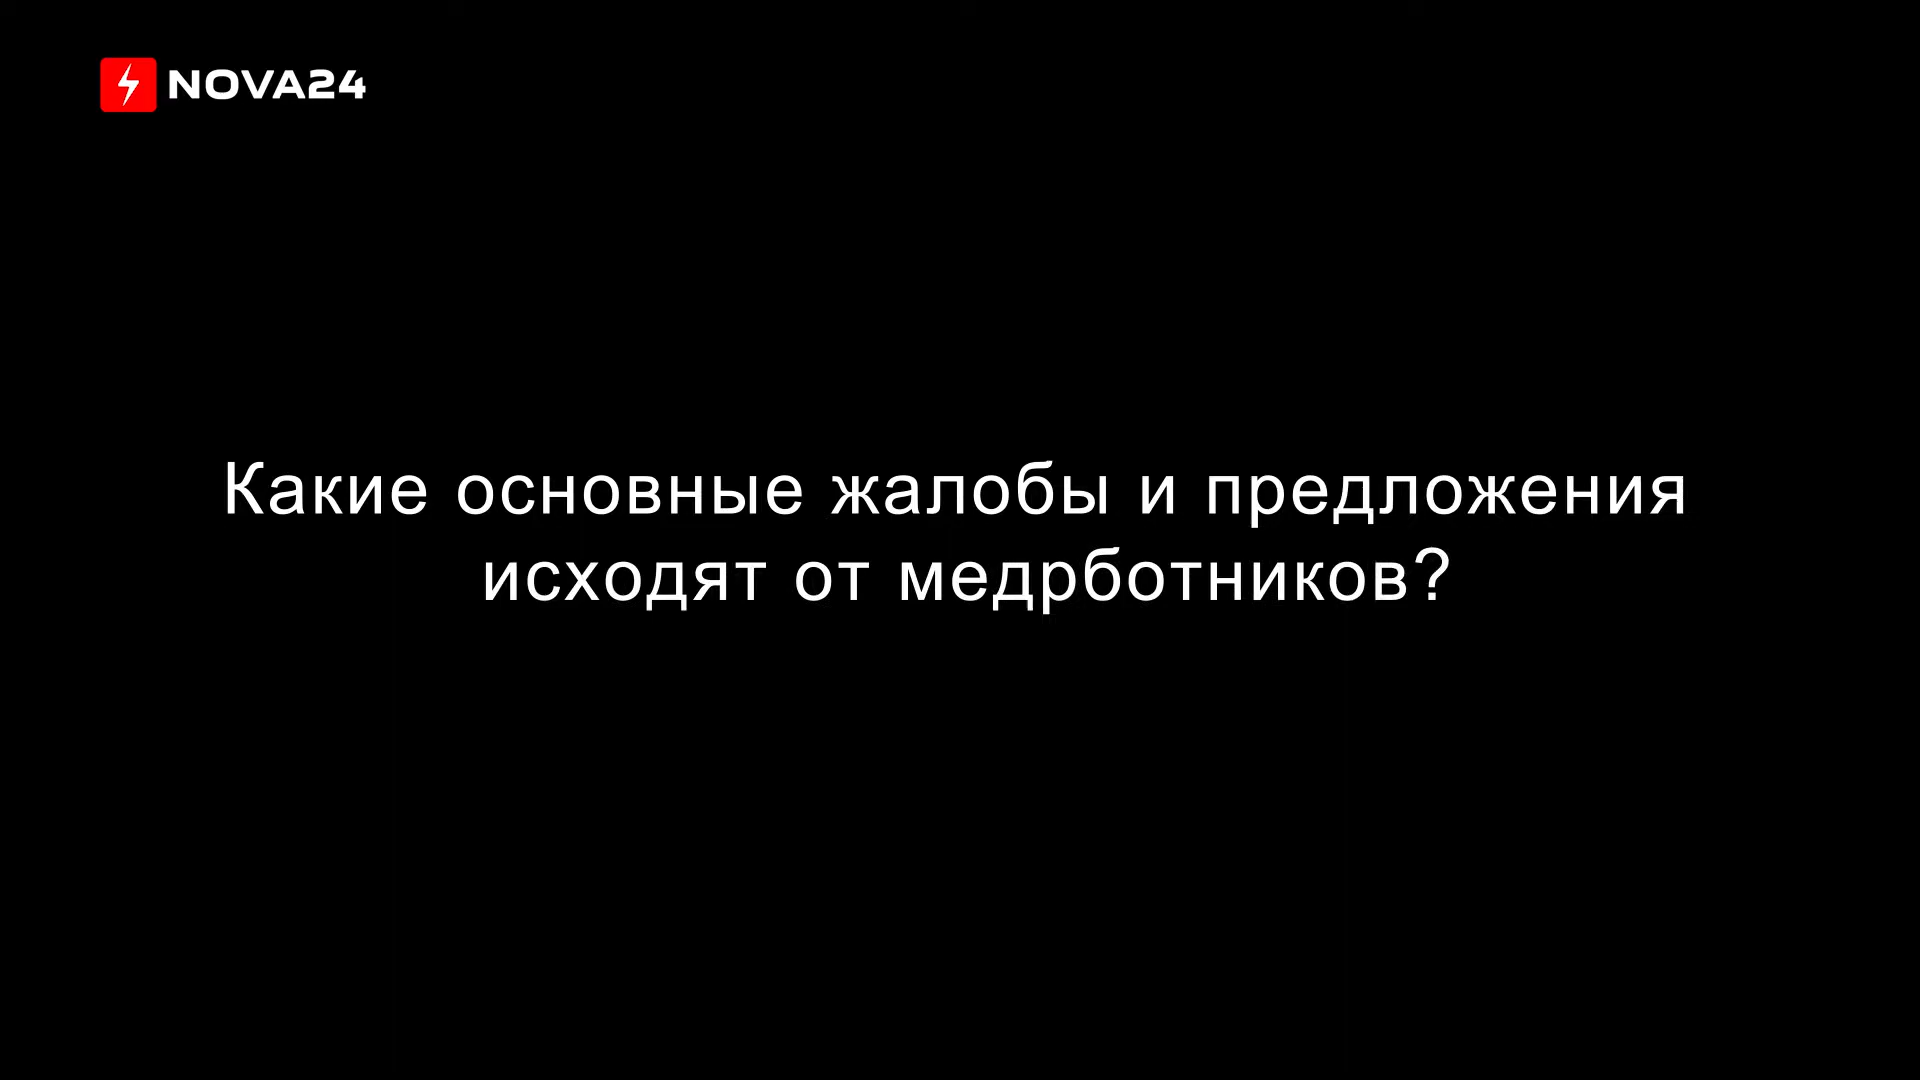 NOVA24
Какие основные жалобы и предложения
исходят от медрботников?